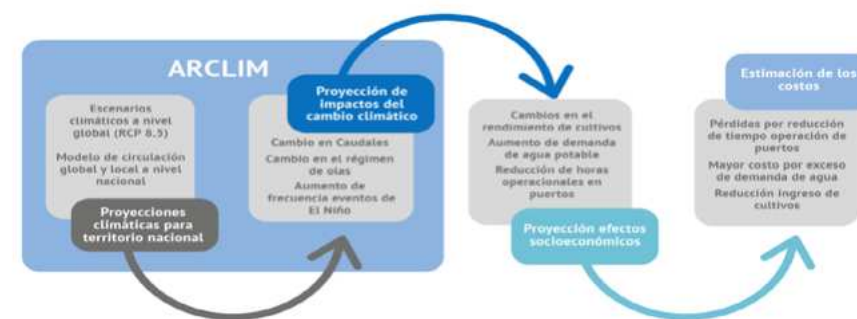 ARCLIM
Escenarios
climáticos a nivel
global (RCP 8.5)
Modelo de circulación
global y local a nivel
nacional
Proyecciones
climáticas para
territorio nacional
Proyección de
impactos del
cambio climático
Cambio en Caudales
Cambio en el régimen
de olas
Aumento de
frecuencia eventos de
El Niño
Cambios en el
rendimiento de cultivos
Aumento de demanda
de agua potable
Reducción de horas
operacionales en
puertos
Proyección efectos
socioeconómicos
Estimación de los
costos
Pérdidas por reducción
de tiempo operación de
puertos
Mayor costo por exceso
de demanda de agua
Reducción ingreso de
cultivos